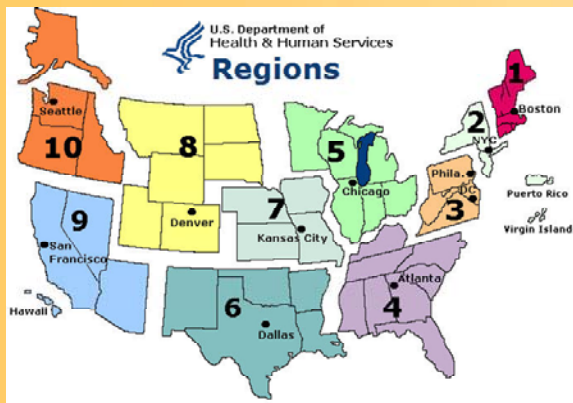 U.S. Department of
Health & Human Services
Regions
1
Seattle
Boston
2
10
8
5
NYC
Phila.
Chicago
DC
Puerto Rico
9
Denver
7
3
Kansas City
Virgin Island
San
Francisco
Atlanta
6
4
Hawaii
Dallas